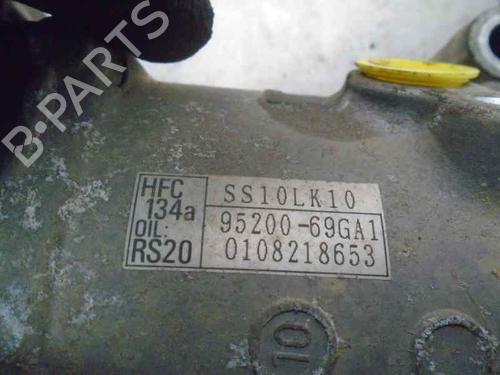 B-PARTS
HFC
134a
OIL:
RS20
SS10LK10
95200-69GA1
0108218653
10